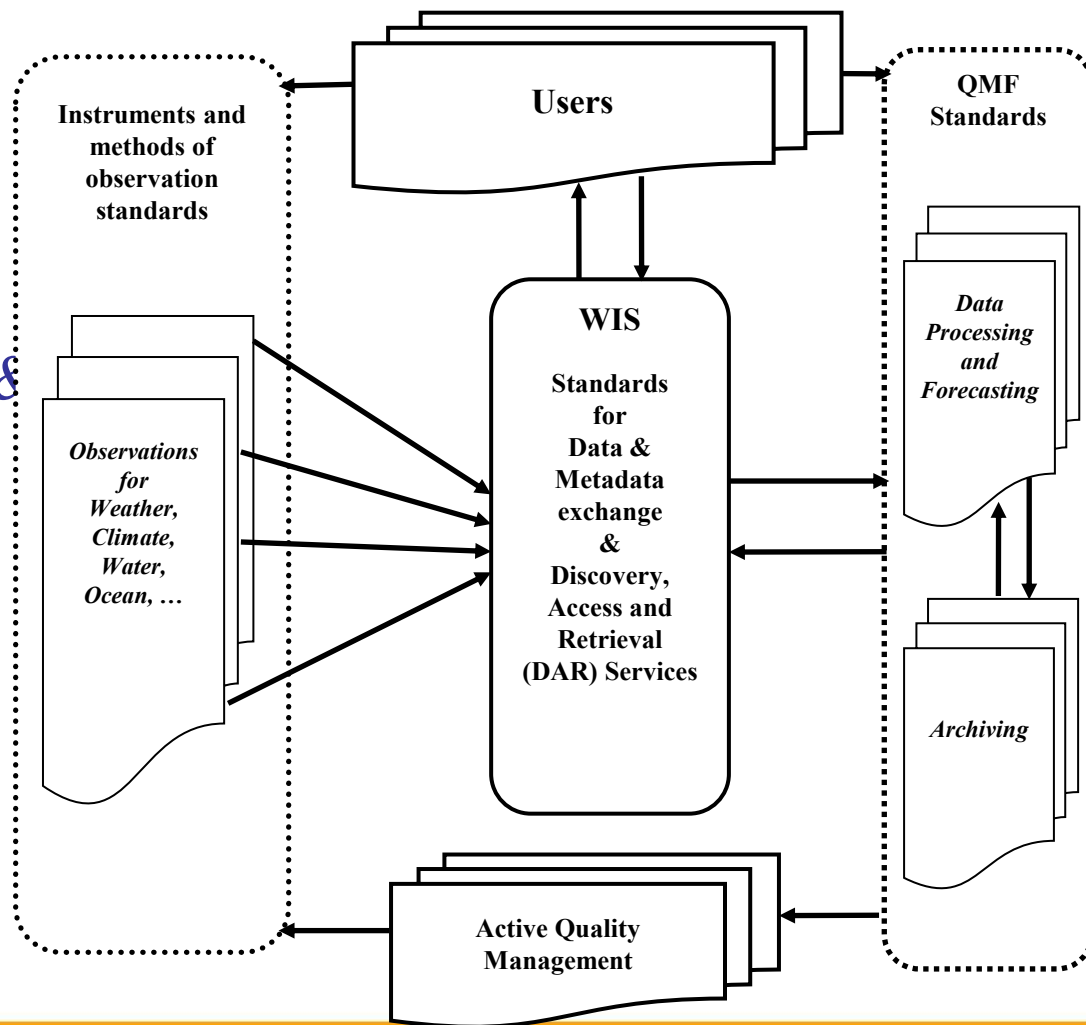 Users
Instruments and
methods of
observation
standards
QMF
Standards
&
Observations
for
Weather,
Climate,
Water,
Ocean, …
WIS
Standards
for
Data &
Metadata
exchange
&
Discovery,
Access and
Retrieval
(DAR) Services
Data
Processing
and
Forecasting
Archiving
Active Quality
Management